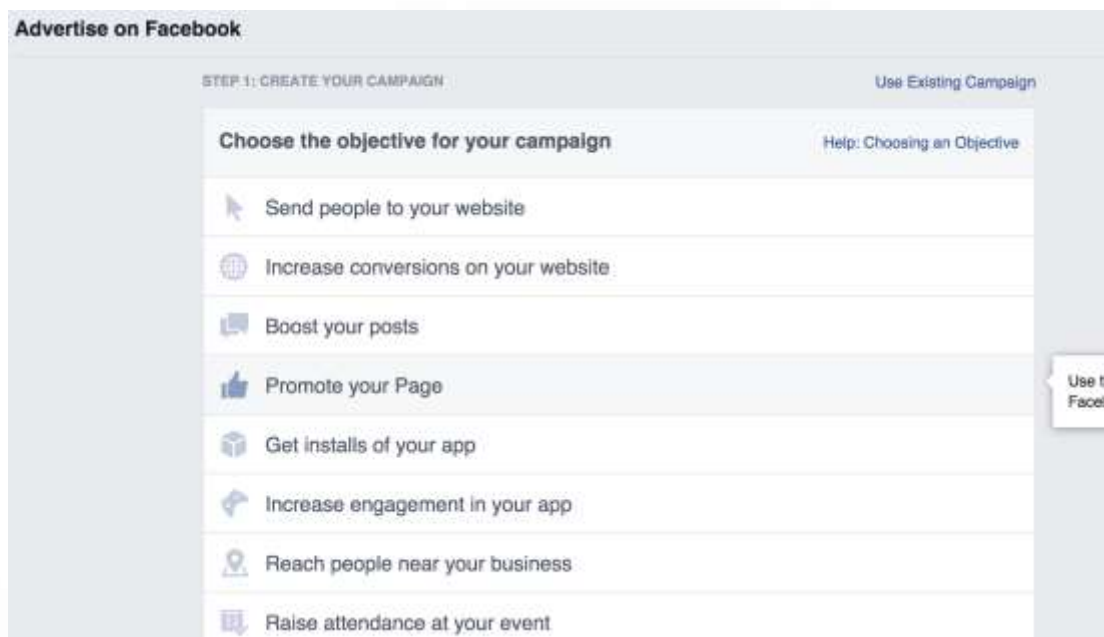 Advertise on Facebook
STEP 1: CREATE YOUR CAMPAIGN
Use Existing Campaign
Choose the objective for your campaign
Help: Choosing an Objective
Send people to your website
Increase conversions on your website
Boost your posts
Promote your Page
Use t
Facel
Get installs of your app
Increase engagement in your app
Reach people near your business
Raise attendance at your event